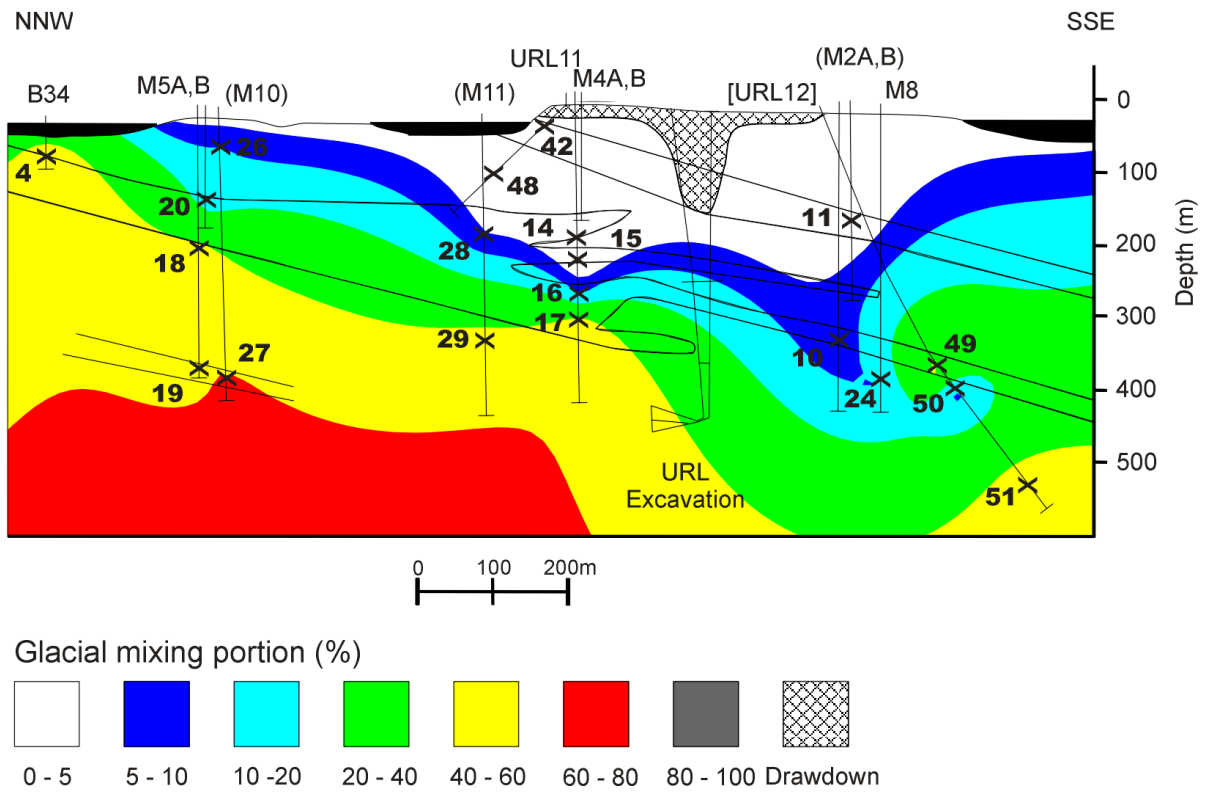 NNW
SSE
URL11
(M2A,B)
M5A,B
(M10)
(M11)
M4A,B
[URL12]
M8
B34
0
26
42
4
48
100
20
11
14
15
18
28
200
16
17
29
10
49
300
27
19
24
50
400
Depth (m)
URL
Excavation
51
500
0 100 200m
Glacial mixing portion (%)
0 - 5 5 - 10 10 -20 20 - 40 40 - 60 60 - 80 80 - 100 Drawdown